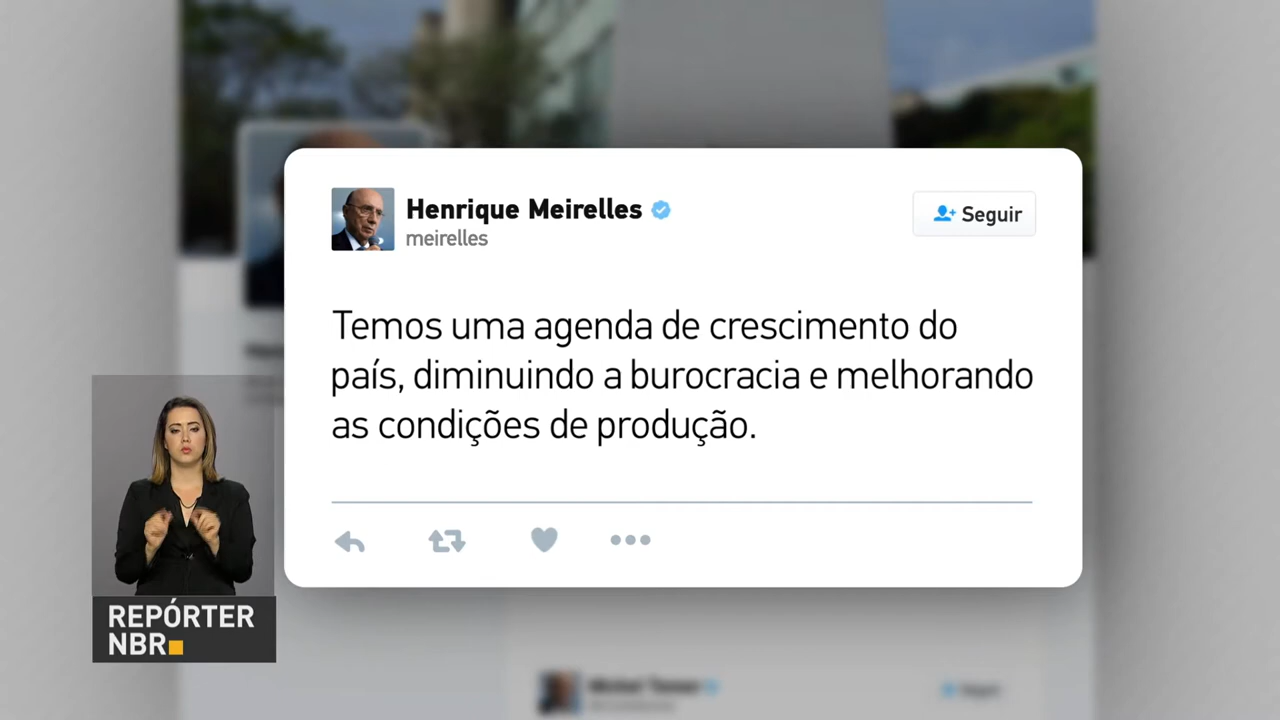 Henrique Meirelles
meirelles
Seguir
Temos uma agenda de crescimento do
país, diminuindo a burocracia e melhorando
as condições de produção.
REPÓRTER
NBR